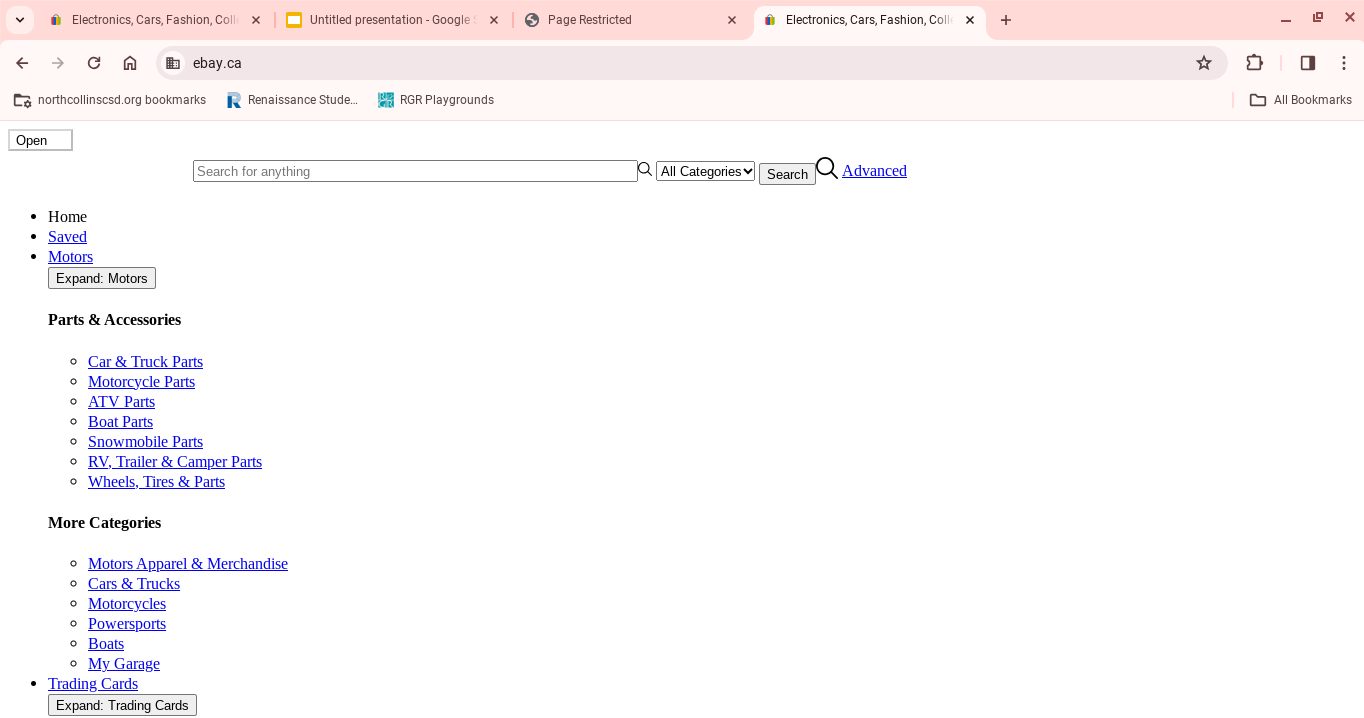 Electronics, Cars, Fashion, Colle
Untitled presentation - Google S
Page Restricted
Electronics, Cars, Fashion, Colle
ebay.ca
northcollinscsd.org bookmarks
Renaissance Stude...
RGR Playgrounds
All Bookmarks
Open
Search for anything
All Categories
Search
Advanced
Home
Saved
Motors
Expand: Motors
Parts & Accessories
Car & Truck Parts
Motorcycle Parts
ATV Parts
Boat Parts
Snowmobile Parts
RV, Trailer & Camper Parts
Wheels, Tires & Parts
More Categories
Motors Apparel & Merchandise
Cars & Trucks
Motorcycles
Powersports
Boats
My Garage
Trading Cards
Expand: Trading Cards